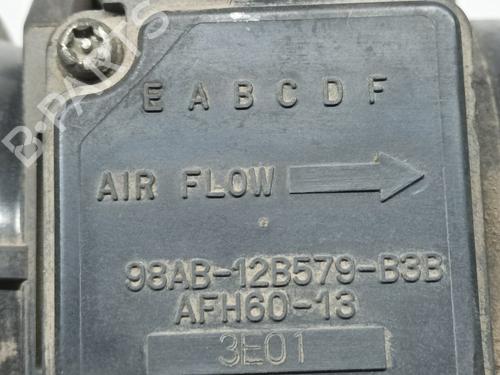 B-PARTS
E A B C D F
AIR FLOW
98AB-12B579-B3B
AFH60-13
3E01